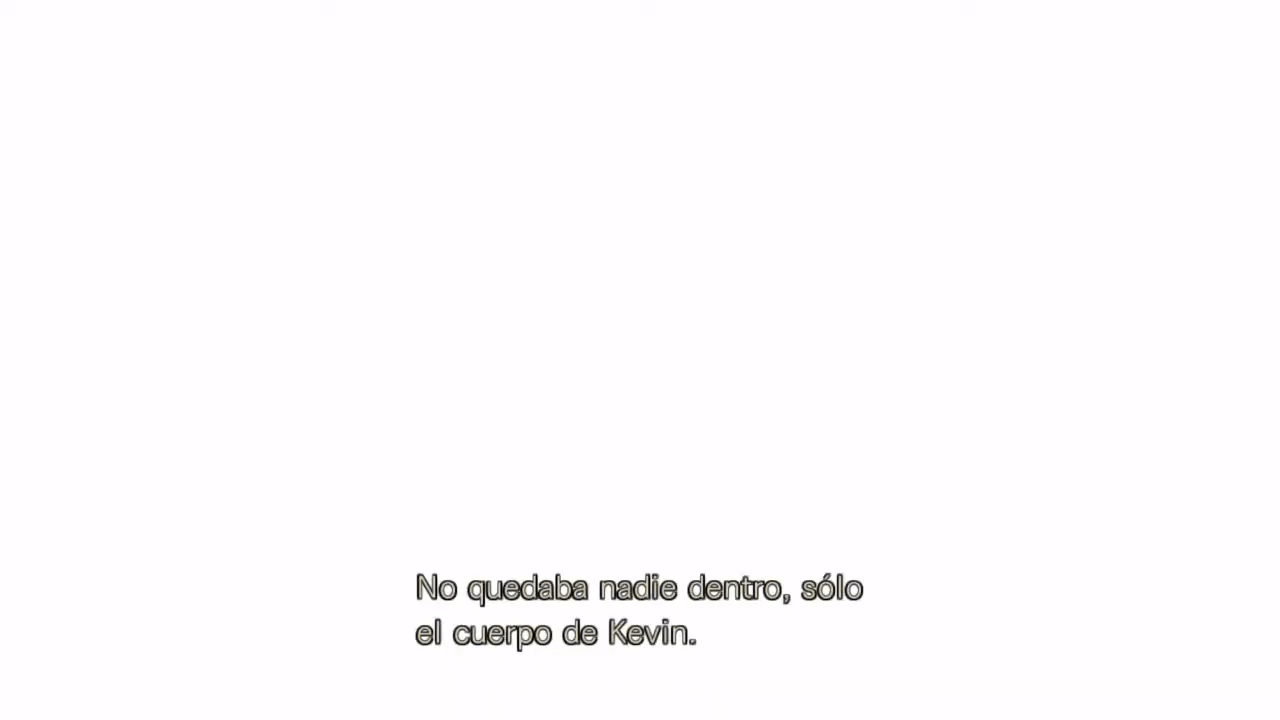 No quedaba nadie dentro, sólo
el cuerpo de Kevin.